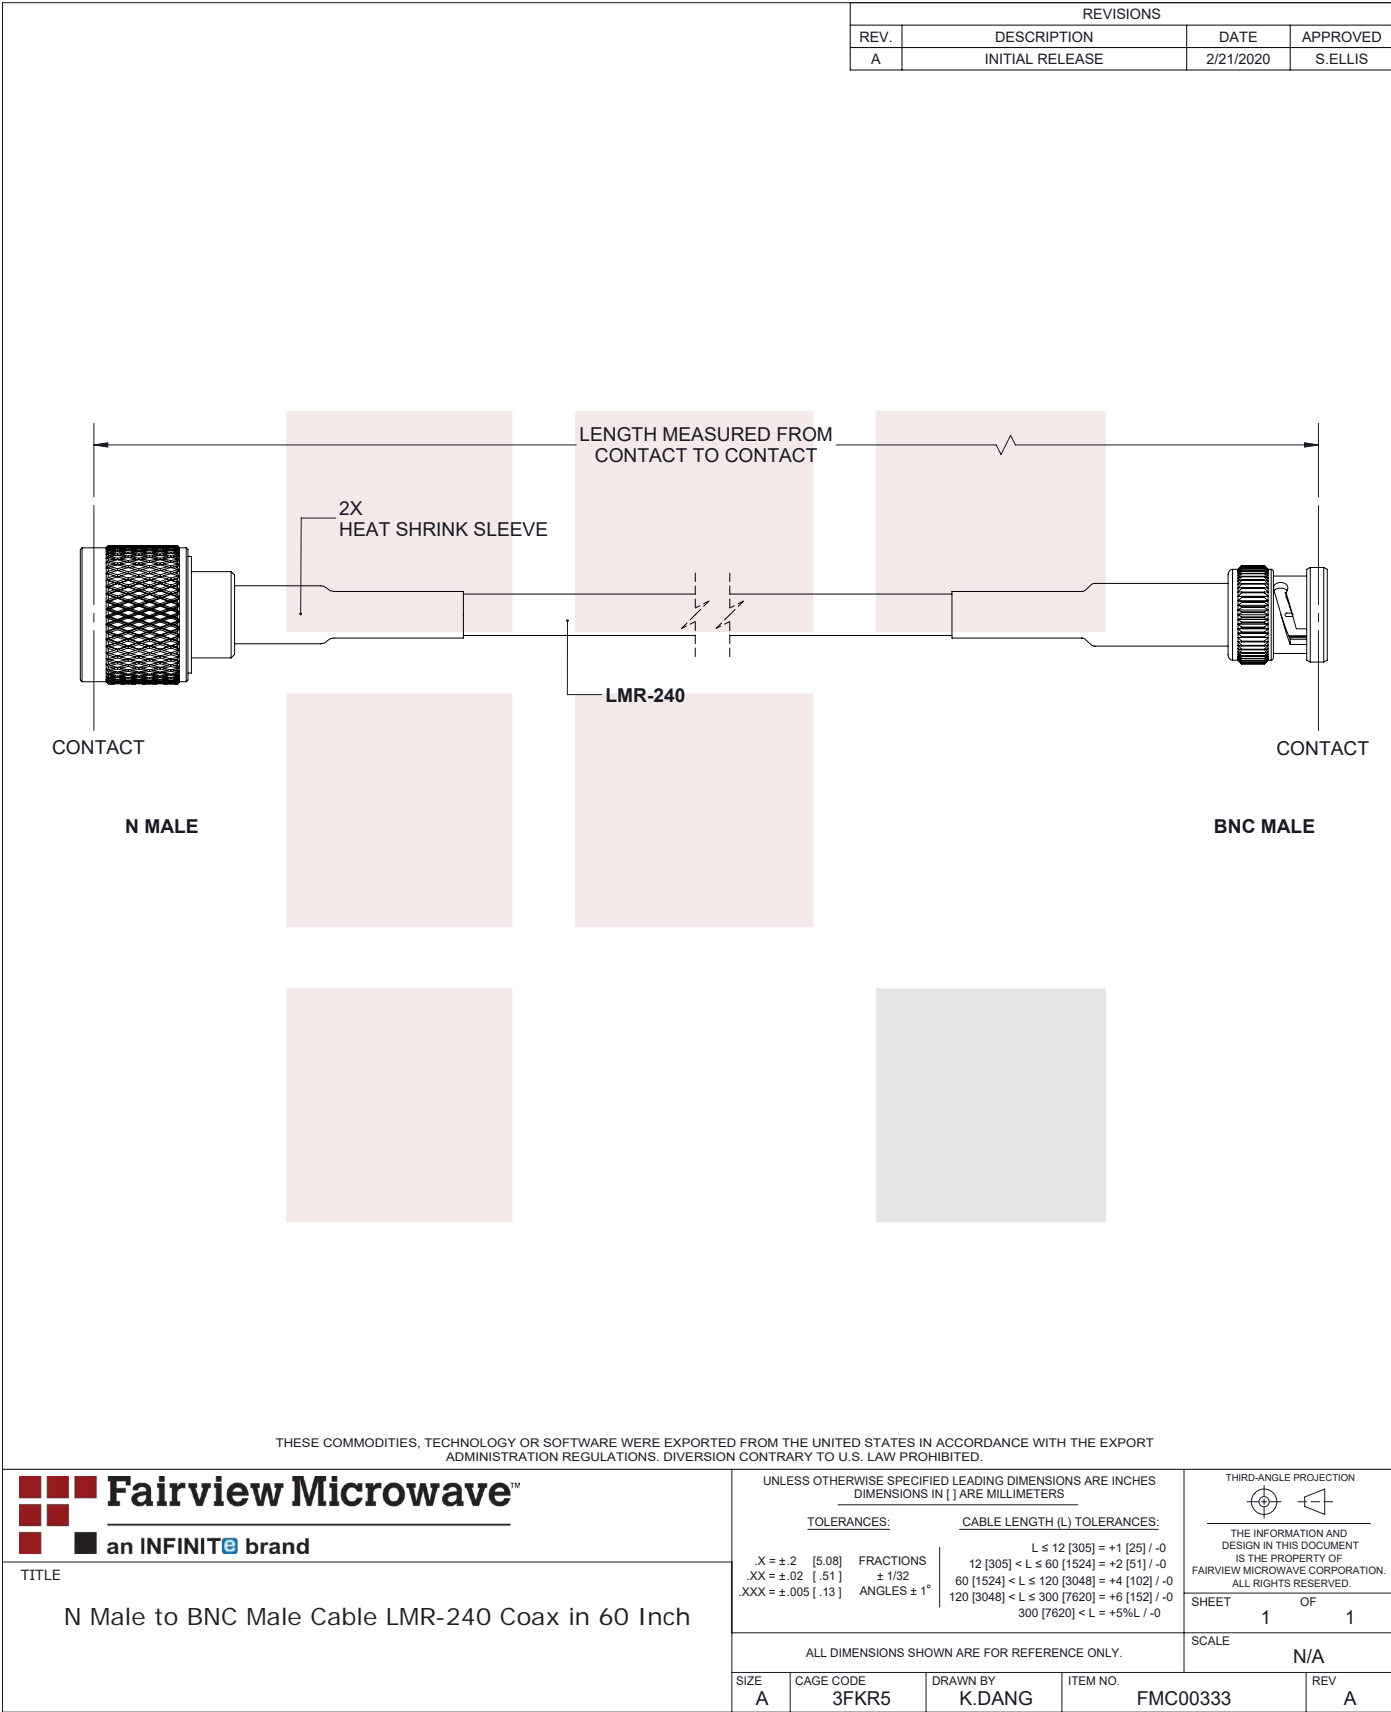 REVISIONS
REV. DESCRIPTION DATE APPROVED
A INITIAL RELEASE 2/21/2020 S.ELLIS
LENGTH MEASURED FROM
CONTACT TO CONTACT
2X
HEAT SHRINK SLEEVE
LMR-240
CONTACT
CONTACT
N MALE
BNC MALE
THESE COMMODITIES, TECHNOLOGY OR SOFTWARE WERE EXPORTED FROM THE UNITED STATES IN ACCORDANCE WITH THE EXPORT
ADMINISTRATION REGULATIONS. DIVERSION CONTRARY TO U.S. LAW PROHIBITED.
Fairview Microwave™
an INFINITe brand
TITLE
N Male to BNC Male Cable LMR-240 Coax in 60 Inch
UNLESS OTHERWISE SPECIFIED LEADING DIMENSIONS ARE INCHES
DIMENSIONS IN [ ] ARE MILLIMETERS
TOLERANCES:
.X = ±.2 [5.08] FRACTIONS
.XX = ±.02 [ .51 ] ± 1/32
.XXX = ±.005 [ .13 ] ANGLES ± 1°
CABLE LENGTH (L) TOLERANCES:
L ≤ 12 [305] = +1 [25] / -0
12 [305] < L ≤ 60 [1524] = +2 [51] / -0
60 [1524] < L ≤ 120 [3048] = +4 [102] / -0
120 [3048] < L ≤ 300 [7620] = +6 [152] / -0
300 [7620] < L = +5%L / -0
THIRD-ANGLE PROJECTION
THE INFORMATION AND
DESIGN IN THIS DOCUMENT
IS THE PROPERTY OF
FAIRVIEW MICROWAVE CORPORATION.
ALL RIGHTS RESERVED.
SHEET 1 OF 1
ALL DIMENSIONS SHOWN ARE FOR REFERENCE ONLY.
SCALE
N/A
SIZE CAGE CODE DRAWN BY ITEM NO. REV
A 3FKR5 K.DANG FMC00333 A